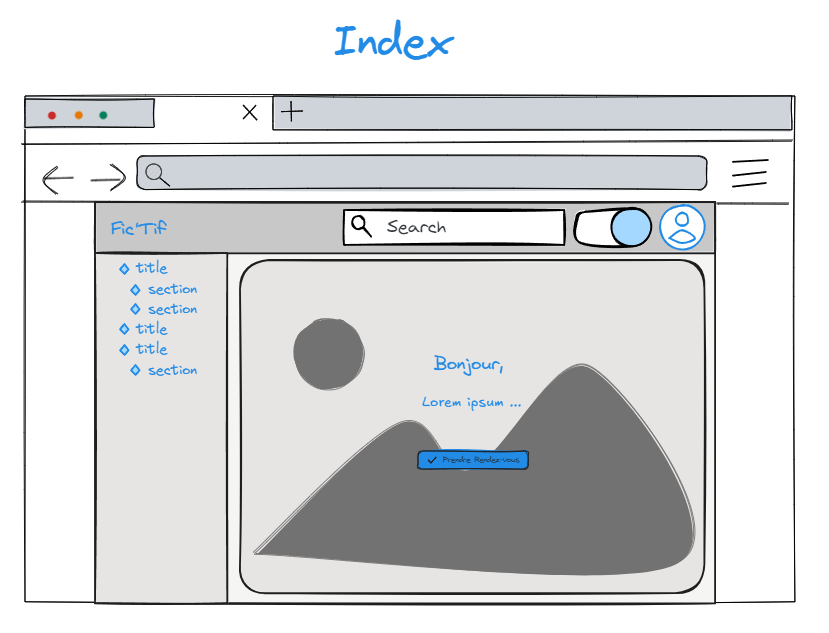 Index
Fic'Tif
Search
title
section
section
title
title
section
Bonjour,
Lorem ipsum ...
Prendre Rendez-vous